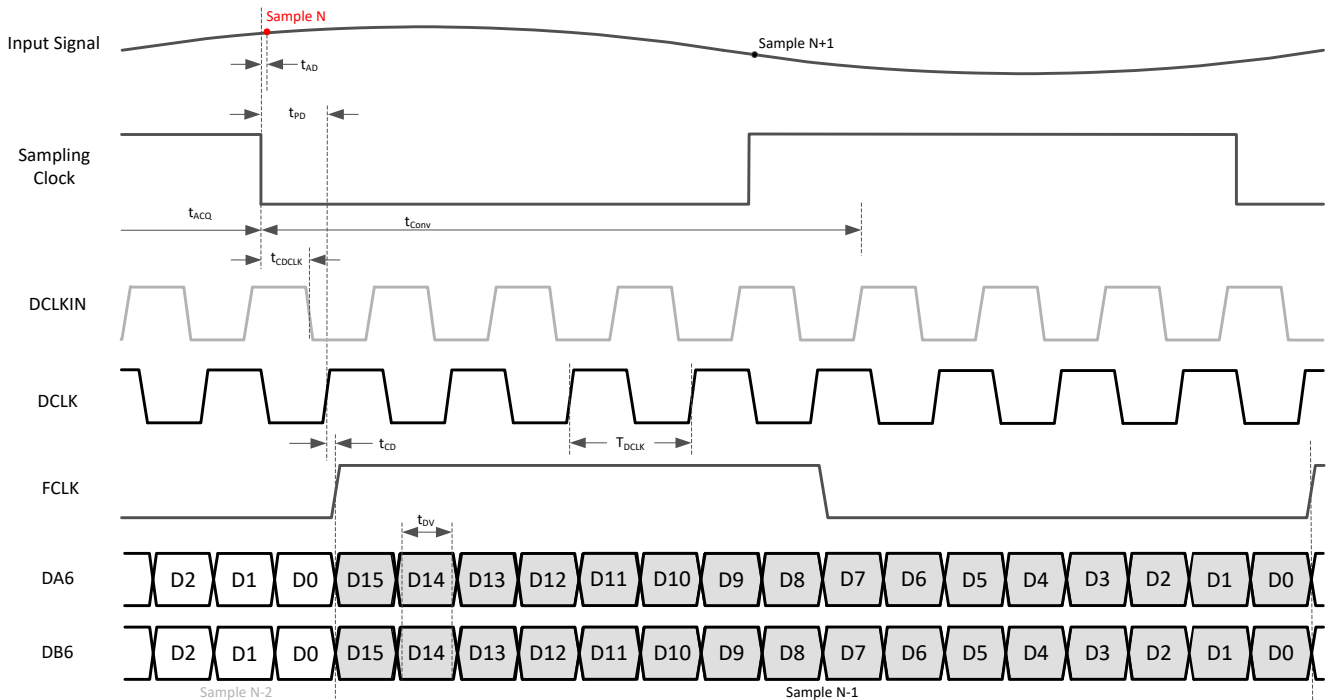 Sample N
Input Signal
Sample N+1
tAD
tPD
Sampling
Clock
tACQ
tConv
tCDCLK
DCLKIN
DCLK
tCD
TDCLK
FCLK
tDV
DA6
D2 D1 D0 D15 D14 D13 D12 D11 D10 D9 D8 D7 D6 D5 D4 D3 D2 D1 D0
DB6
D2 D1 D0 D15 D14 D13 D12 D11 D10 D9 D8 D7 D6 D5 D4 D3 D2 D1 D0
Sample N-2
Sample N-1